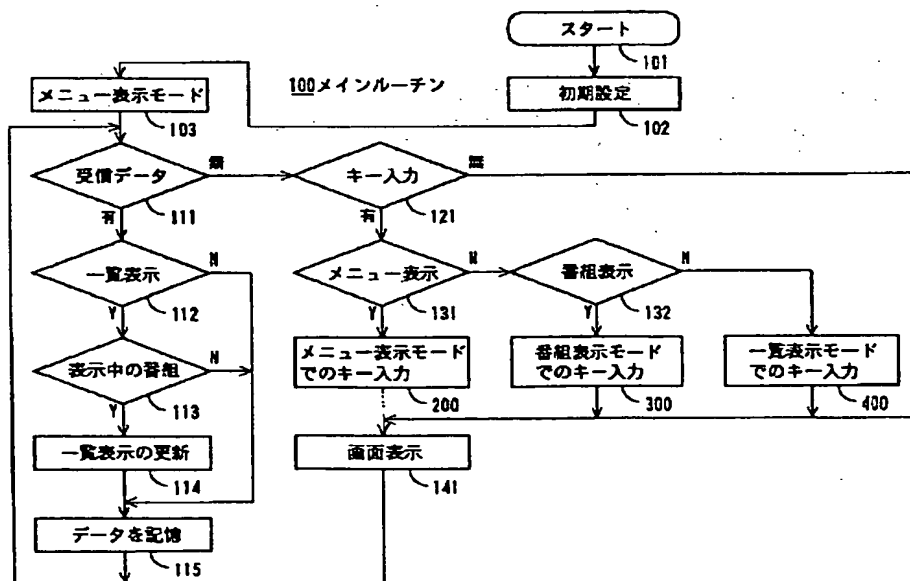 スタート
101
100メインルーチン
メニュー表示モード
103
初期設定
102
受信データ
無
有
111
キー入力
無
有
121
一覧表示
N
Y
112
メニュー表示
N
Y
131
番組表示
N
Y
132
表示中の番組
N
Y
113
メニュー表示モード
でのキー入力
200
番組表示モード
でのキー入力
300
一覧表示モード
でのキー入力
400
一覧表示の更新
114
画面表示
141
データを記憶
115